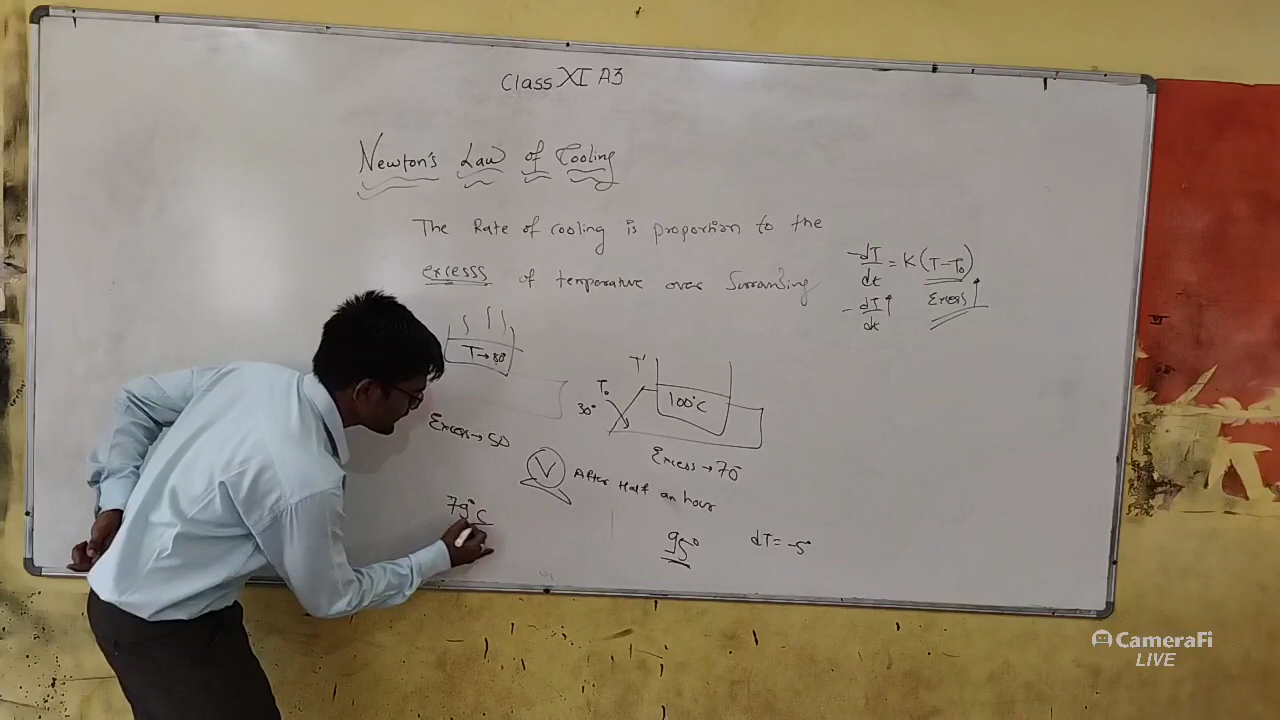 Class XI A3
Newton's Law of Cooling
The Rate of cooling is proportion to the
excesss of temperature over Surranding
-dT/dt = K(T-T₀)
Excess↑
-dT/dt↑
T→80°
T'
T₀
30°
100°C
Excess→50
Excess→70
After Half an hour
79°C
95°
dT=-5°
CameraFi
LIVE